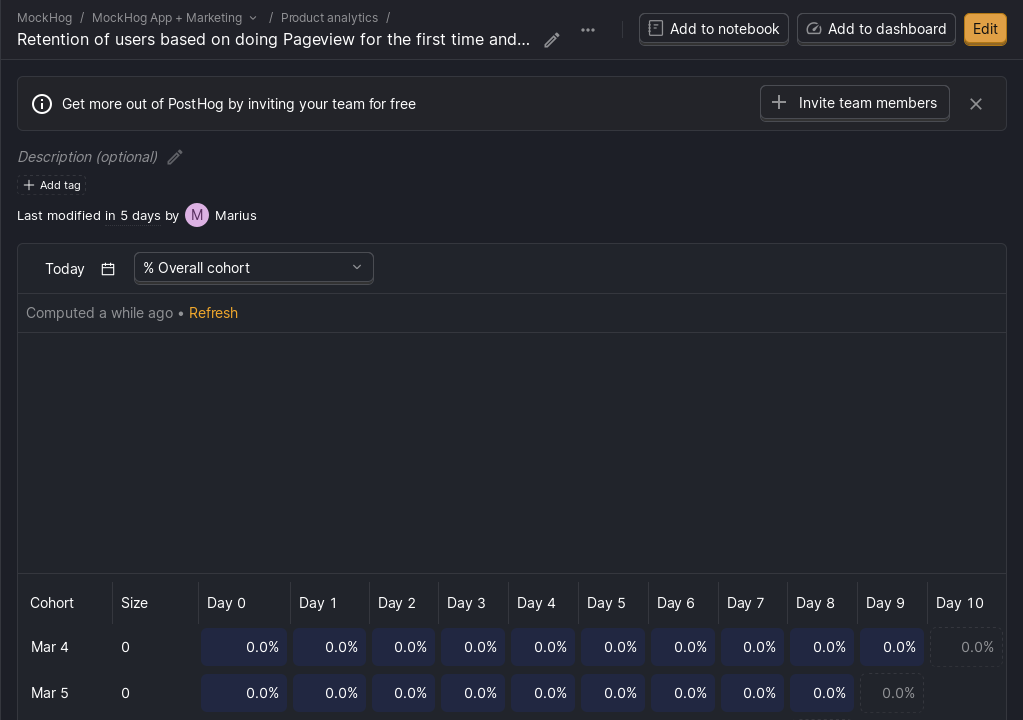 MockHog / MockHog App + Marketing / Product analytics /
Retention of users based on doing Pageview for the first time and...
Add to notebook
Add to dashboard
Edit
Get more out of PostHog by inviting your team for free
Invite team members
Description (optional)
Add tag
Last modified in 5 days by M Marius
Today
% Overall cohort
Computed a while ago • Refresh
Cohort Size Day 0 Day 1 Day 2 Day 3 Day 4 Day 5 Day 6 Day 7 Day 8 Day 9 Day 10
Mar 4 0 0.0% 0.0% 0.0% 0.0% 0.0% 0.0% 0.0% 0.0% 0.0% 0.0% 0.0%
Mar 5 0 0.0% 0.0% 0.0% 0.0% 0.0% 0.0% 0.0% 0.0% 0.0% 0.0%